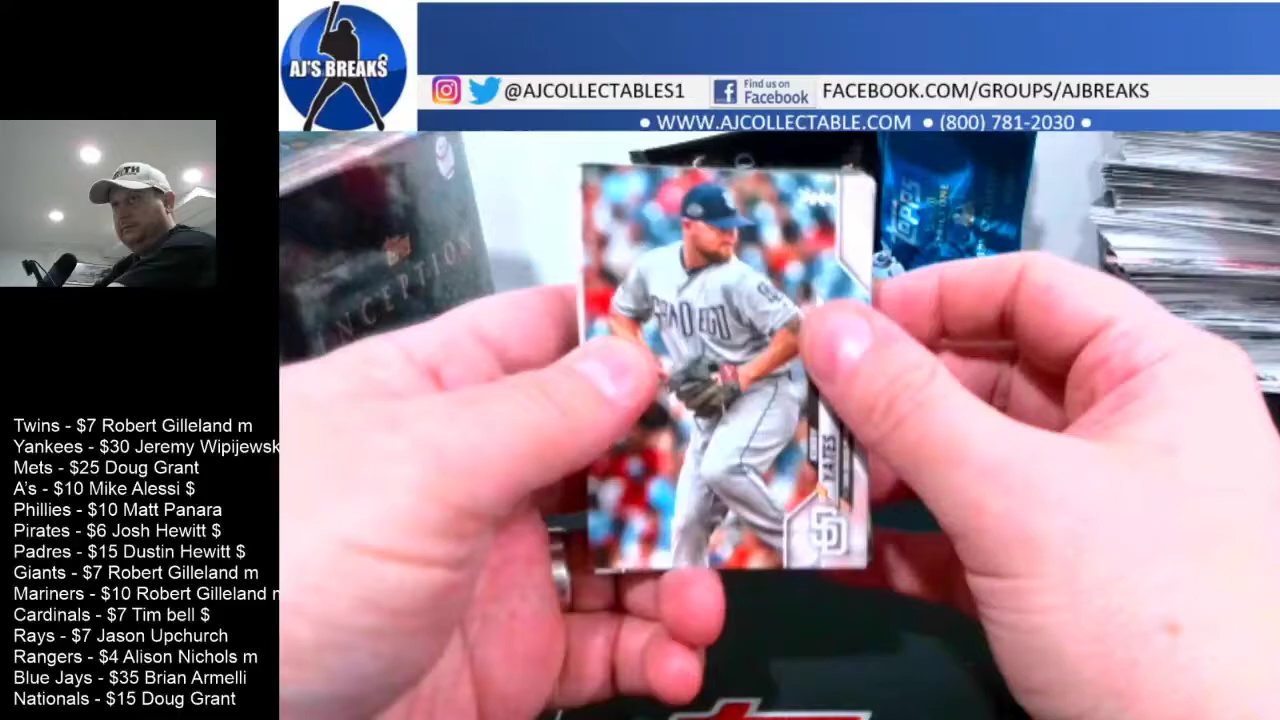 AJ'S BREAKS
@AJCOLLECTABLES1
Find us on
Facebook
FACEBOOK.COM/GROUPS/AJBREAKS
• WWW.AJCOLLECTABLE.COM • (800) 781-2030 •
INCEPTION
TOPPS
SAN DIEGO
YATES
SD
Twins - $7 Robert Gilleland m
Yankees - $30 Jeremy Wipijewsk
Mets - $25 Doug Grant
A's - $10 Mike Alessi $
Phillies - $10 Matt Panara
Pirates - $6 Josh Hewitt $
Padres - $15 Dustin Hewitt $
Giants - $7 Robert Gilleland m
Mariners - $10 Robert Gilleland m
Cardinals - $7 Tim bell $
Rays - $7 Jason Upchurch
Rangers - $4 Alison Nichols m
Blue Jays - $35 Brian Armelli
Nationals - $15 Doug Grant